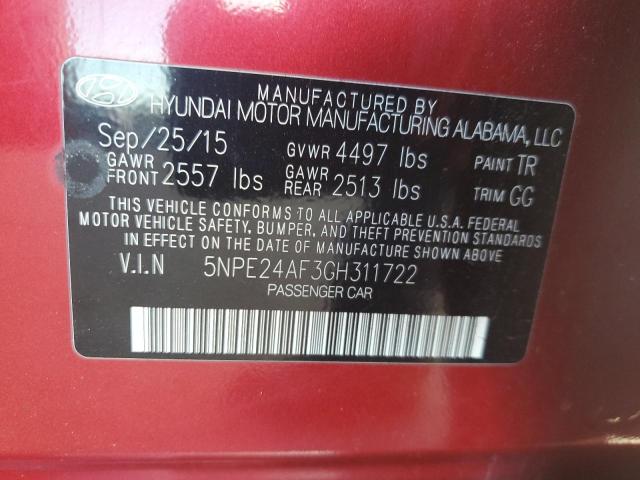 MANUFACTURED BY
HYUNDAI MOTOR MANUFACTURING ALABAMA, LLC
Sep/25/15 GVWR 4497 lbs PAINT TR
GAWR FRONT 2557 lbs GAWR REAR 2513 lbs TRIM GG
THIS VEHICLE CONFORMS TO ALL APPLICABLE U.S.A. FEDERAL
MOTOR VEHICLE SAFETY, BUMPER, AND THEFT PREVENTION STANDARDS
IN EFFECT ON THE DATE OF MANUFACTURE SHOWN ABOVE.
V.I.N 5NPE24AF3GH311722
PASSENGER CAR